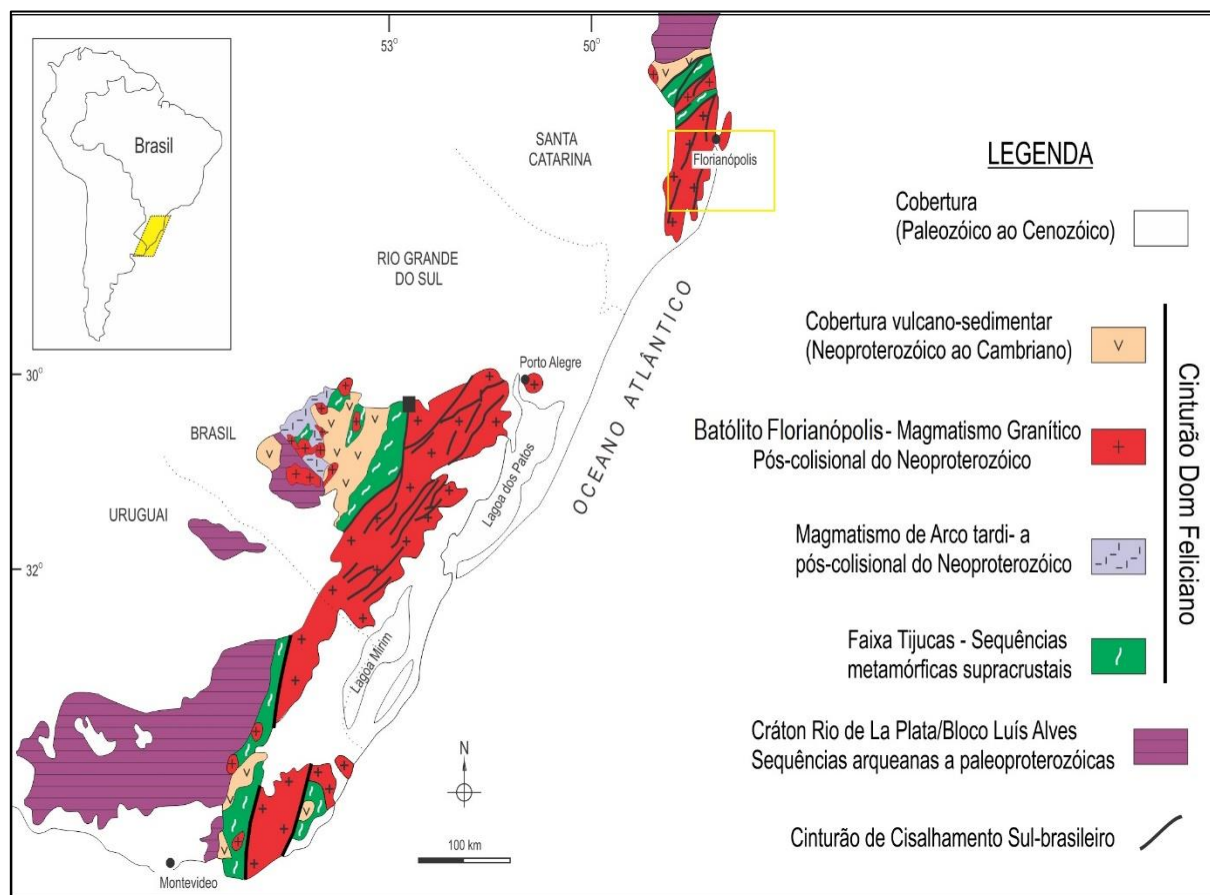 53°
50°
Brasil
SANTA
CATARINA
Florianópolis
RIO GRANDE
DO SUL
OCEANO ATLÂNTICO
30°
Porto Alegre
BRASIL
Lagoa dos Patos
URUGUAI
32°
Lagoa Mirim
N
100 km
Montevideo
LEGENDA
Cobertura
(Paleozóico ao Cenozóico)
Cobertura vulcano-sedimentar
(Neoproterozóico ao Cambriano)
Batólito Florianópolis - Magmatismo Granítico
Pós-colisional do Neoproterozóico
Magmatismo de Arco tardi- a
pós-colisional do Neoproterozóico
Faixa Tijucas - Sequências
metamórficas supracrustais
Cinturão Dom Feliciano
Cráton Rio de La Plata/Bloco Luís Alves
Sequências arqueanas a paleoproterozóicas
Cinturão de Cisalhamento Sul-brasileiro